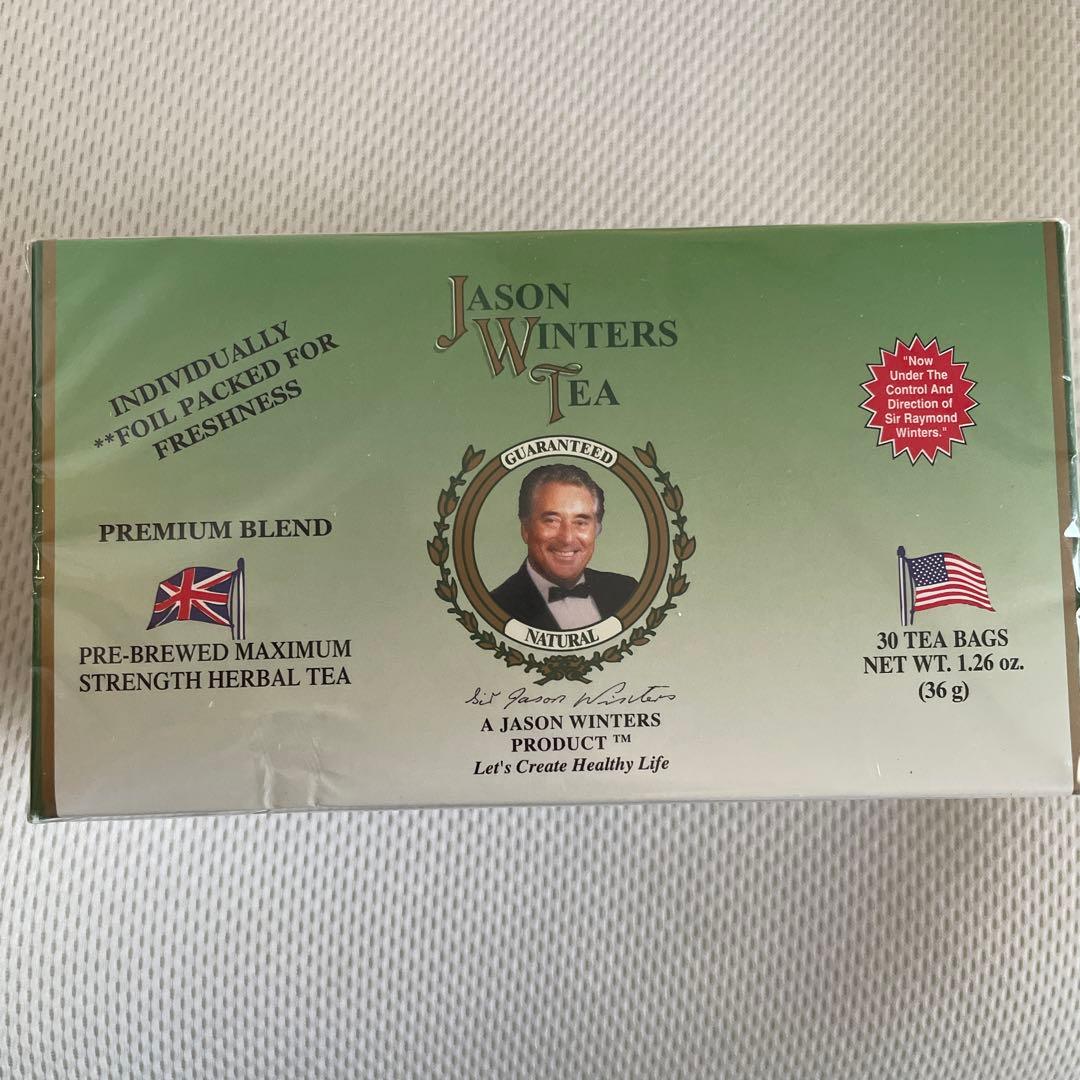 JASON
WINTERS
TEA
INDIVIDUALLY
**FOIL PACKED FOR
FRESHNESS
"Now
Under The
Control And
Direction of
Sir Raymond
Winters."
GUARANTEED
NATURAL
PREMIUM BLEND
PRE-BREWED MAXIMUM
STRENGTH HERBAL TEA
30 TEA BAGS
NET WT. 1.26 oz.
(36 g)
Sir Jason Winters
A JASON WINTERS
PRODUCT ™
Let's Create Healthy Life